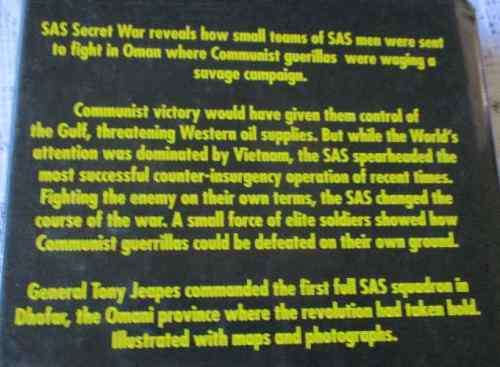 SAS Secret War reveals how small teams of SAS men were sent
to fight in Oman where Communist guerillas were waging a
savage campaign.
Communist victory would have given them control of
the Gulf, threatening Western oil supplies. But while the World's
attention was dominated by Vietnam, the SAS spearheaded the
most successful counter-insurgency operation of recent times.
Fighting the enemy on their own terms, the SAS changed the
course of the war. A small force of elite soldiers showed how
Communist guerrillas could be defeated on their own ground.
General Tony Jeapes commanded the first full SAS squadron in
Dhofar, the Omani province where the revolution had taken hold.
Illustrated with maps and photographs.